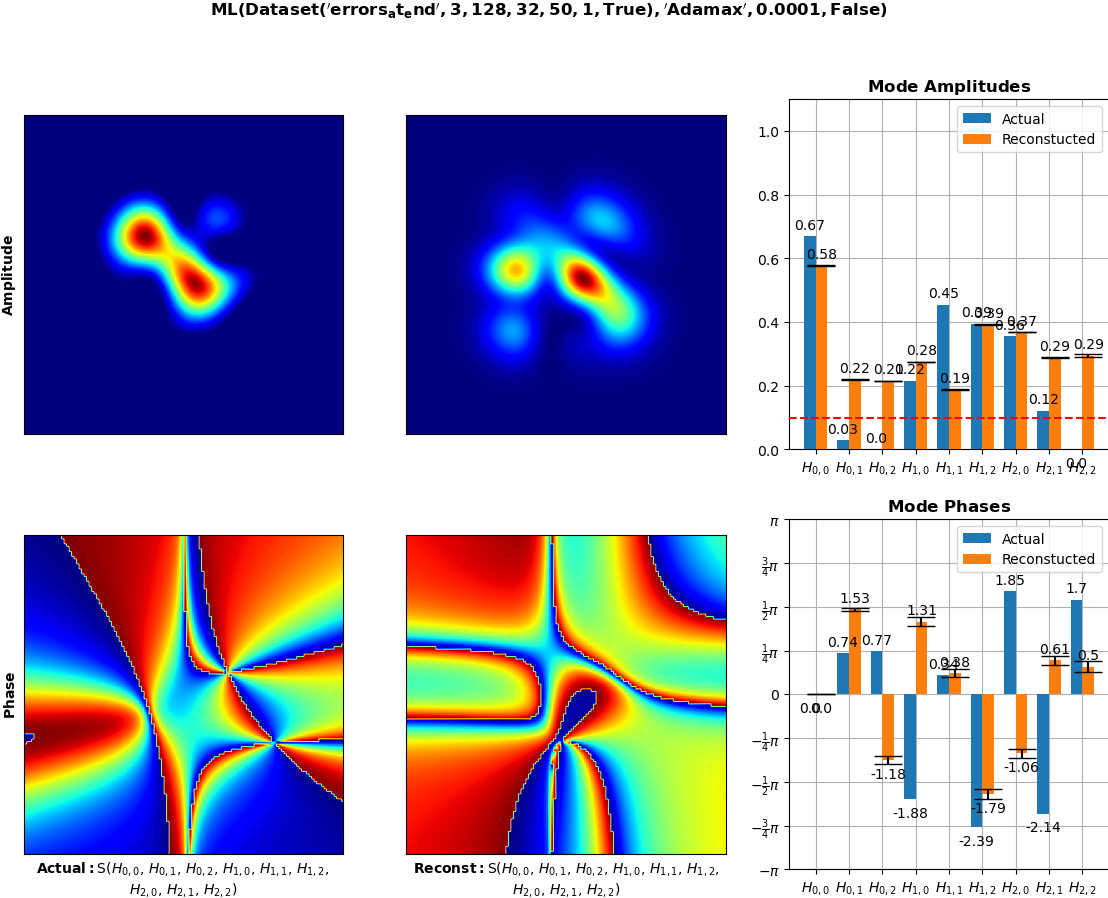 ML(Dataset('errors_at_end', 3, 128, 32, 50, 1, True), 'Adamax', 0.0001, False)
Amplitude
Mode Amplitudes
Actual
Reconstucted
1.0
0.8
0.6
0.4
0.2
0.0
0.67
0.58
0.03
0.22
0.0
0.21
0.22
0.28
0.45
0.19
0.39
0.39
0.36
0.37
0.12
0.29
0.0
0.29
H0,0 H0,1 H0,2 H1,0 H1,1 H1,2 H2,0 H2,1 H2,2
Phase
Mode Phases
Actual
Reconstucted
π
3/4π
1/2π
1/4π
0
−1/4π
−1/2π
−3/4π
−π
0.0
0.0
0.74
1.53
0.77
-1.18
-1.88
1.31
0.38
-2.39
-1.79
1.85
-1.06
-2.14
0.61
1.7
0.5
H0,0 H0,1 H0,2 H1,0 H1,1 H1,2 H2,0 H2,1 H2,2
Actual: S(H0,0, H0,1, H0,2, H1,0, H1,1, H1,2,
H2,0, H2,1, H2,2)
Reconst: S(H0,0, H0,1, H0,2, H1,0, H1,1, H1,2,
H2,0, H2,1, H2,2)